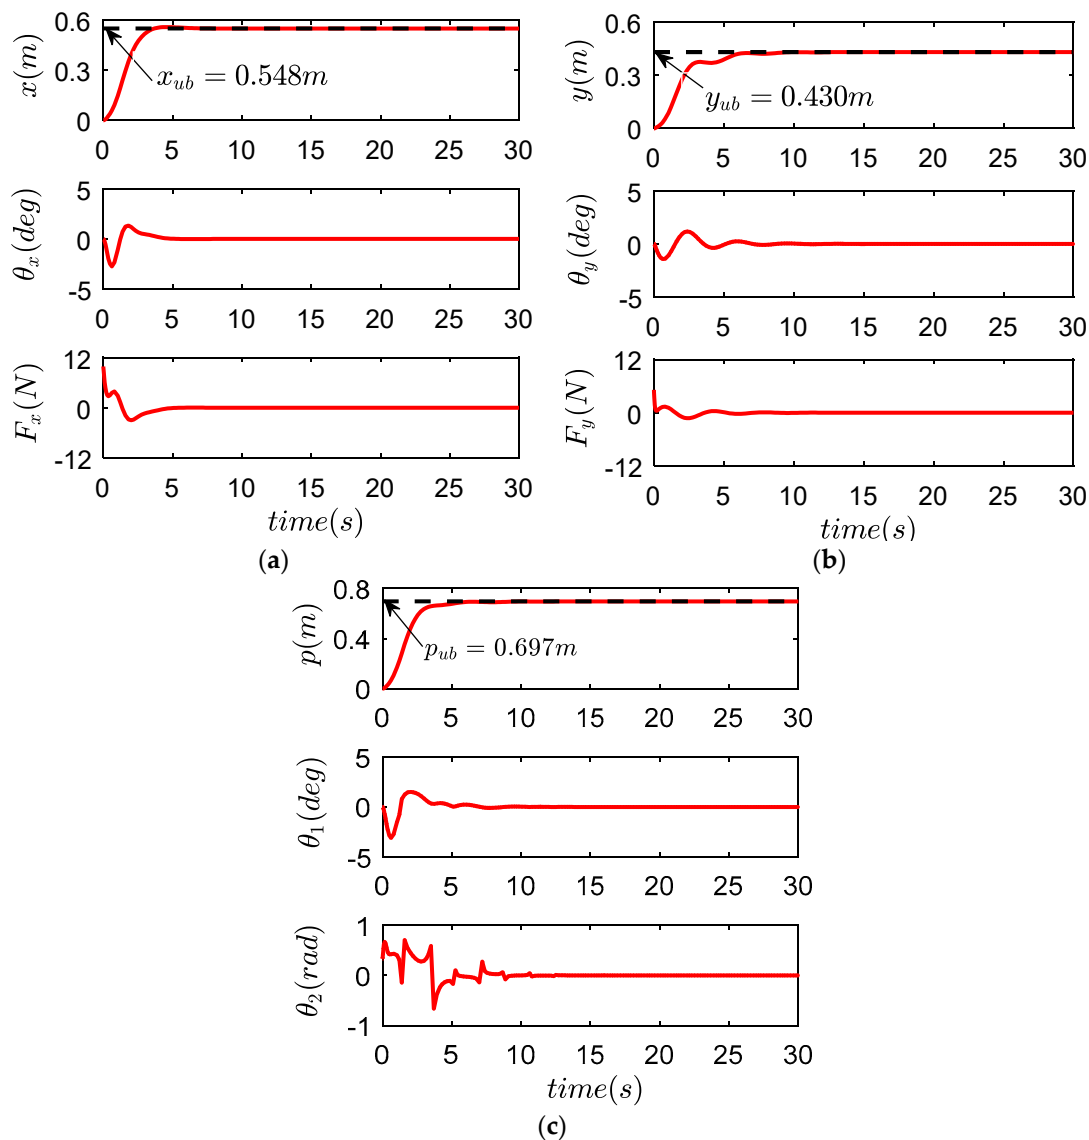 x(m)
0.6
0.3
0
x_{ub} = 0.548m
0 5 10 15 20 25 30
θ_x(deg)
5
0
-5
0 5 10 15 20 25 30
F_x(N)
12
0
-12
0 5 10 15 20 25 30
time(s)
(a)
y(m)
0.6
0.3
0
y_{ub} = 0.430m
0 5 10 15 20 25 30
θ_y(deg)
5
0
-5
0 5 10 15 20 25 30
F_y(N)
12
0
-12
0 5 10 15 20 25 30
time(s)
(b)
p(m)
0.8
0.4
0
p_{ub} = 0.697m
0 5 10 15 20 25 30
θ_1(deg)
5
0
-5
0 5 10 15 20 25 30
θ_2(rad)
1
0
-1
0 5 10 15 20 25 30
time(s)
(c)